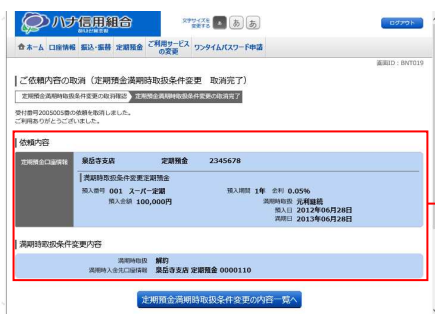 ハナ信用組合
文字サイズを変更する あ あ あ
ログアウト
ホーム 口座情報 振込・振替 定期預金 ご利用サービスの変更 ワンタイムパスワード申請
画面ID：BNT019
ご依頼内容の取消（定期預金満期時取扱条件変更 取消完了）
定期預金満期時取扱条件変更の取消確認 定期預金満期時取扱条件変更の取消完了
受付番号2005005番の依頼を取消しました。
ご利用ありがとうございました。
依頼内容
定期預金口座情報 泉岳寺支店 定期預金 2345678
満期時取扱条件変更定期預金
預入番号 001 スーパー定期 預入期間 1年 金利 0.05%
預入金額 100,000円 満期時取扱 元利継続
預入日 2012年06月28日
満期日 2013年06月28日
満期時取扱条件変更内容
満期時取扱 解約
満期時入金先口座情報 泉岳寺支店 定期預金 0000110
定期預金満期時取扱条件変更の内容一覧へ